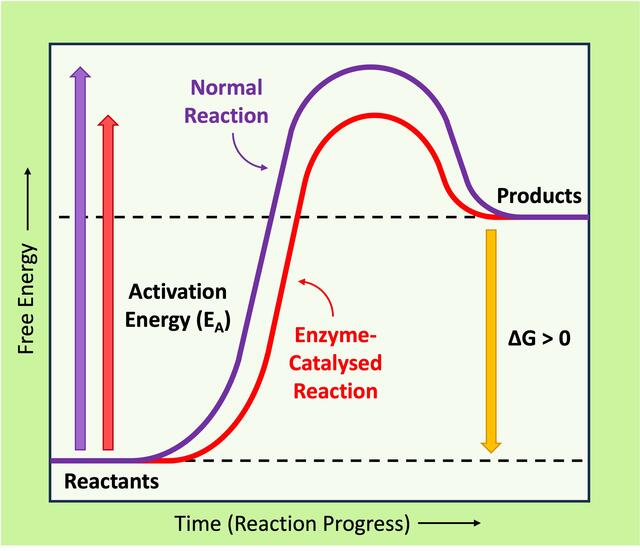 Normal
Reaction
Products
Free Energy
Activation
Energy (EA)
Enzyme-
Catalysed
Reaction
ΔG > 0
Reactants
Time (Reaction Progress)